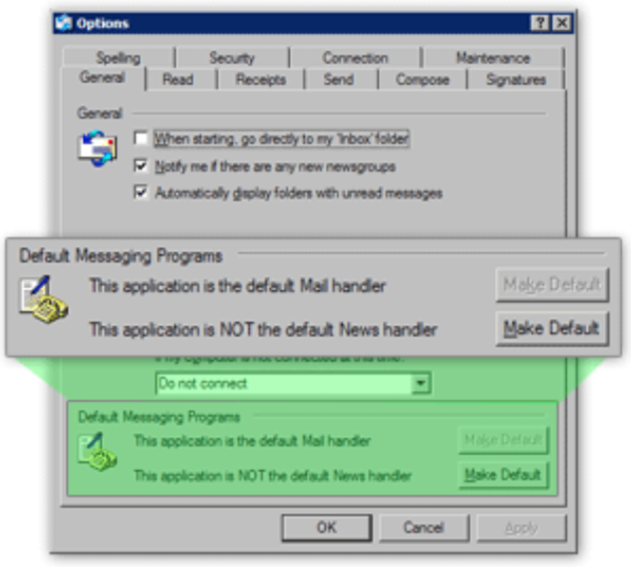 Options
Spelling Security Connection Maintenance
General Read Receipts Send Compose Signatures
General
When starting, go directly to my 'Inbox' folder
Notify me if there are any new newsgroups
Automatically display folders with unread messages
Default Messaging Programs
This application is the default Mail handler Make Default
This application is NOT the default News handler Make Default
If my computer is not connected at this time:
Do not connect
Default Messaging Programs
This application is the default Mail handler Make Default
This application is NOT the default News handler Make Default
OK Cancel Apply